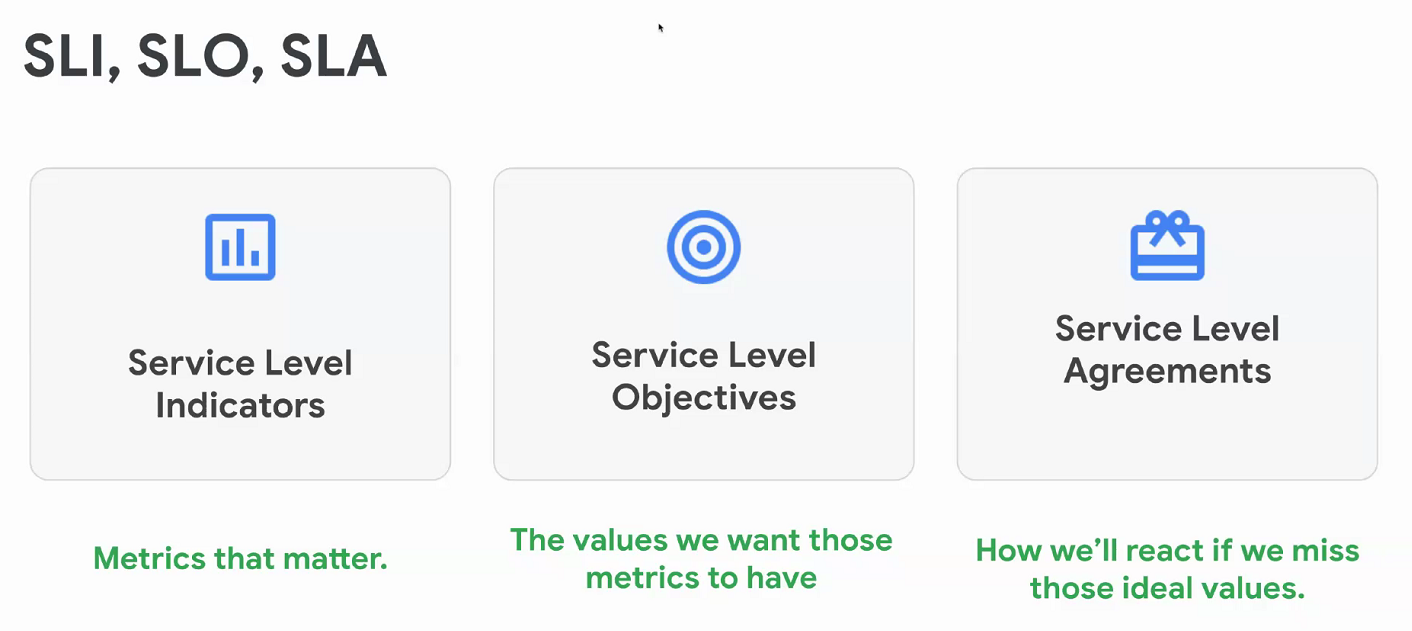 SLI, SLO, SLA
Service Level
Indicators
Metrics that matter.
Service Level
Objectives
The values we want those
metrics to have
Service Level
Agreements
How we’ll react if we miss
those ideal values.